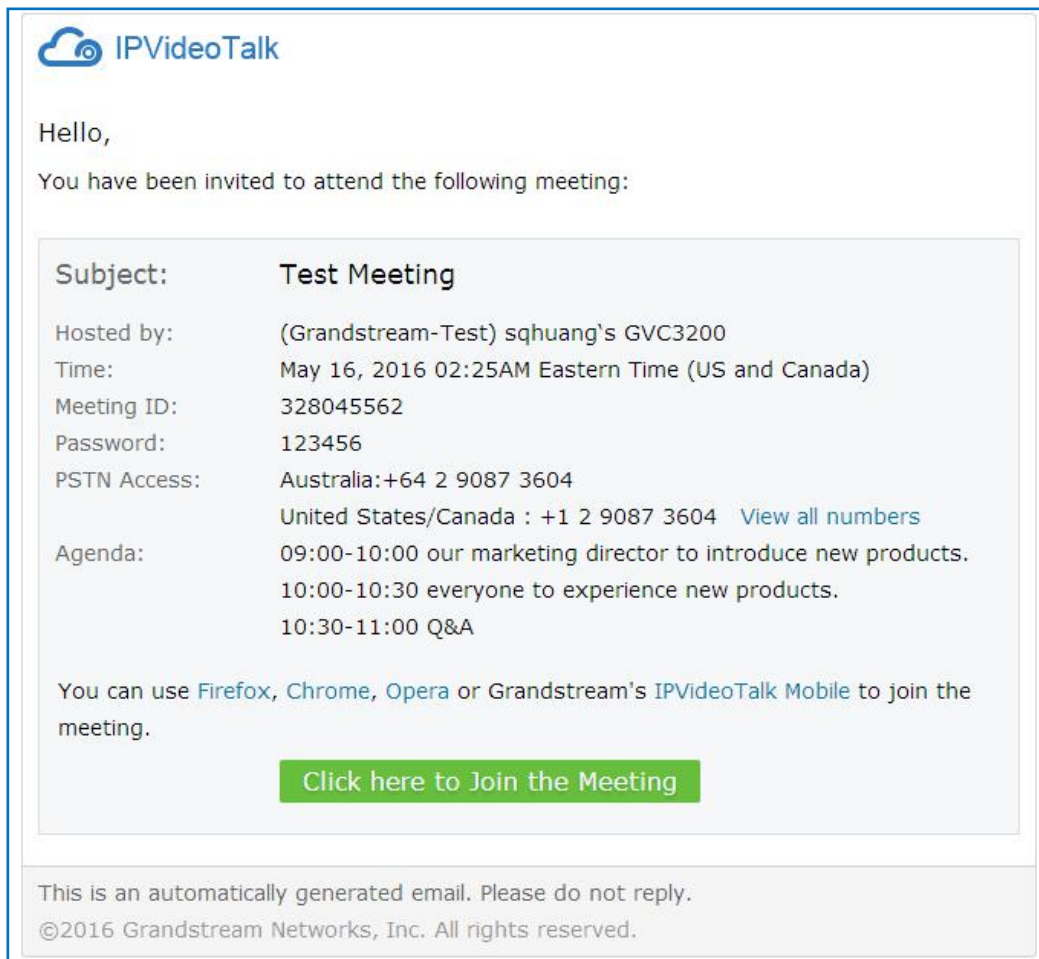 IPVideoTalk
Hello,
You have been invited to attend the following meeting:
Subject: Test Meeting
Hosted by: (Grandstream-Test) sqhuang‛s GVC3200
Time: May 16, 2016 02:25AM Eastern Time (US and Canada)
Meeting ID: 328045562
Password: 123456
PSTN Access: Australia:+64 2 9087 3604
United States/Canada : +1 2 9087 3604 View all numbers
Agenda: 09:00-10:00 our marketing director to introduce new products.
10:00-10:30 everyone to experience new products.
10:30-11:00 Q&A
You can use Firefox, Chrome, Opera or Grandstream's IPVideoTalk Mobile to join the
meeting.
Click here to Join the Meeting
This is an automatically generated email. Please do not reply.
©2016 Grandstream Networks, Inc. All rights reserved.